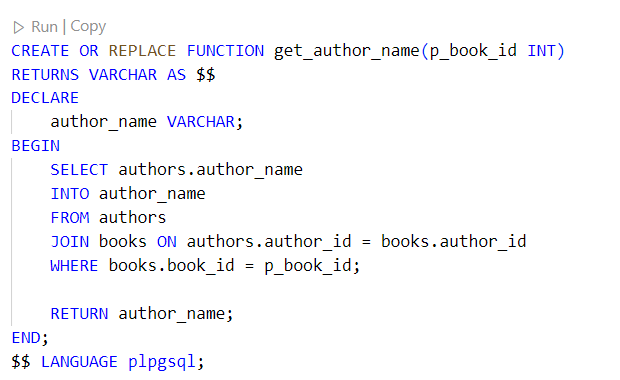 Run | Copy
CREATE OR REPLACE FUNCTION get_author_name(p_book_id INT)
RETURNS VARCHAR AS $$
DECLARE
    author_name VARCHAR;
BEGIN
    SELECT authors.author_name
    INTO author_name
    FROM authors
    JOIN books ON authors.author_id = books.author_id
    WHERE books.book_id = p_book_id;

    RETURN author_name;
END;
$$ LANGUAGE plpgsql;